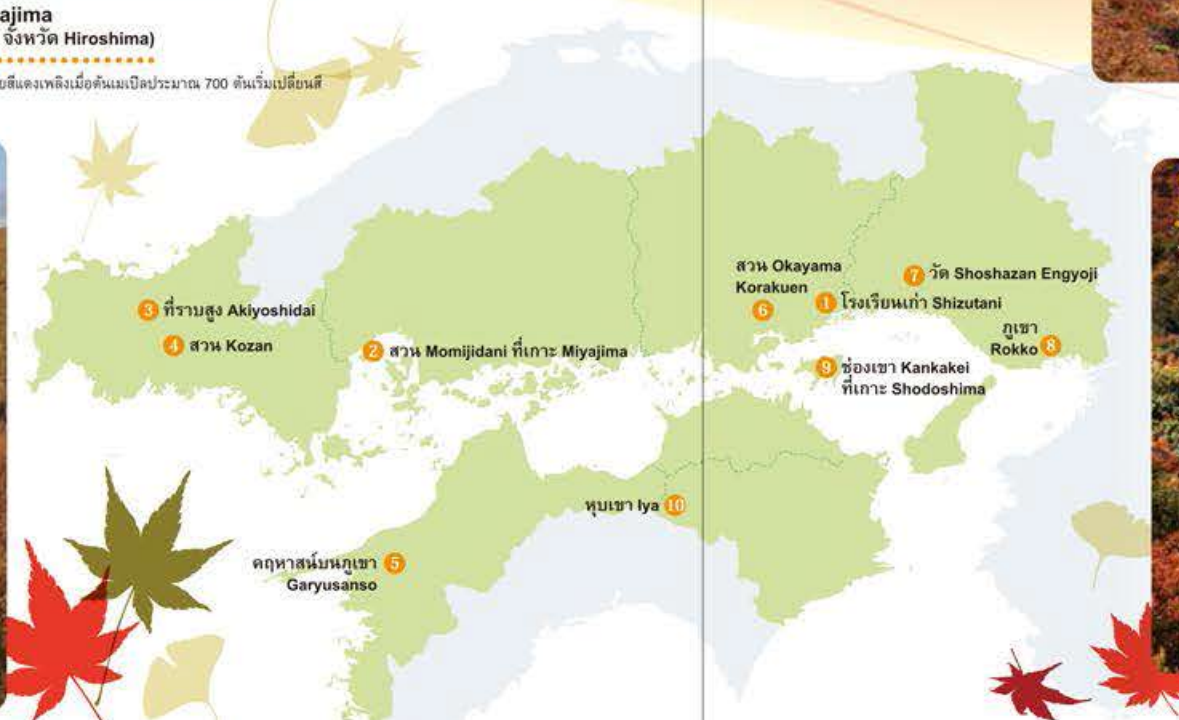 ajima
จังหวัด Hiroshima)
สีแดงเพลิงเมื่อต้นเมเปิลประมาณ 700 ต้นเริ่มเปลี่ยนสี
สวน Okayama
Korakuen
6
7 วัด Shoshazan Engyoji
1 โรงเรียนเก่า Shizutani
3 ที่ราบสูง Akiyoshidai
4 สวน Kozan
2 สวน Momijidani ที่เกาะ Miyajima
ภูเขา
Rokko 8
9 ช่องเขา Kankakei
ที่เกาะ Shodoshima
หุบเขา Iya 10
คฤหาสน์บนภูเขา 5
Garyusanso